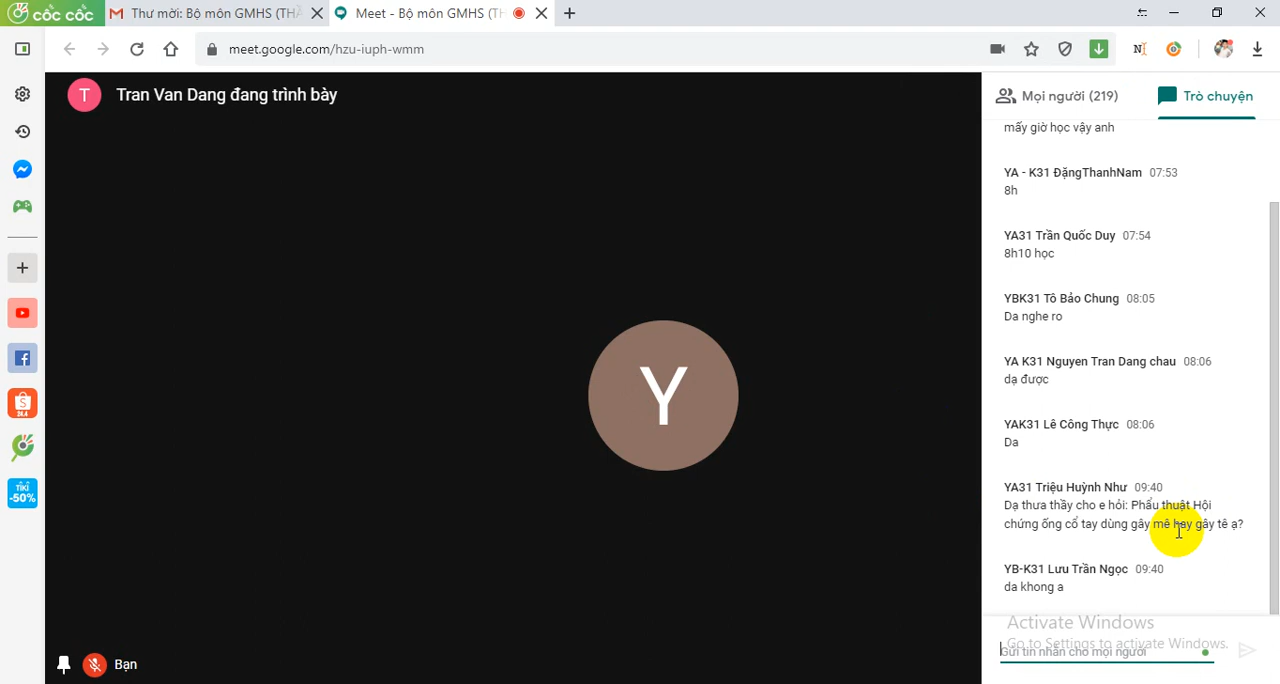 cốc cốc
Thư mời: Bộ môn GMHS (THẦ
Meet - Bộ môn GMHS (TH
meet.google.com/hzu-iuph-wmm
T
Tran Van Dang đang trình bày
Mọi người (219)
Trò chuyện
mấy giờ học vậy anh
YA - K31 ĐặngThanhNam 07:53
8h
YA31 Trần Quốc Duy 07:54
8h10 học
YBK31 Tô Bảo Chung 08:05
Da nghe ro
YA K31 Nguyen Tran Dang chau 08:06
dạ được
YAK31 Lê Công Thực 08:06
Da
YA31 Triệu Huỳnh Như 09:40
Dạ thưa thầy cho e hỏi: Phẩu thuật Hội
chứng ống cổ tay dùng gây mê hay gây tê ạ?
YB-K31 Lưu Trần Ngọc 09:40
da khong a
Activate Windows
Go to Settings to activate Windows.
Gửi tin nhắn cho mọi người
Y
Bạn
24.4
TIKI
-50%